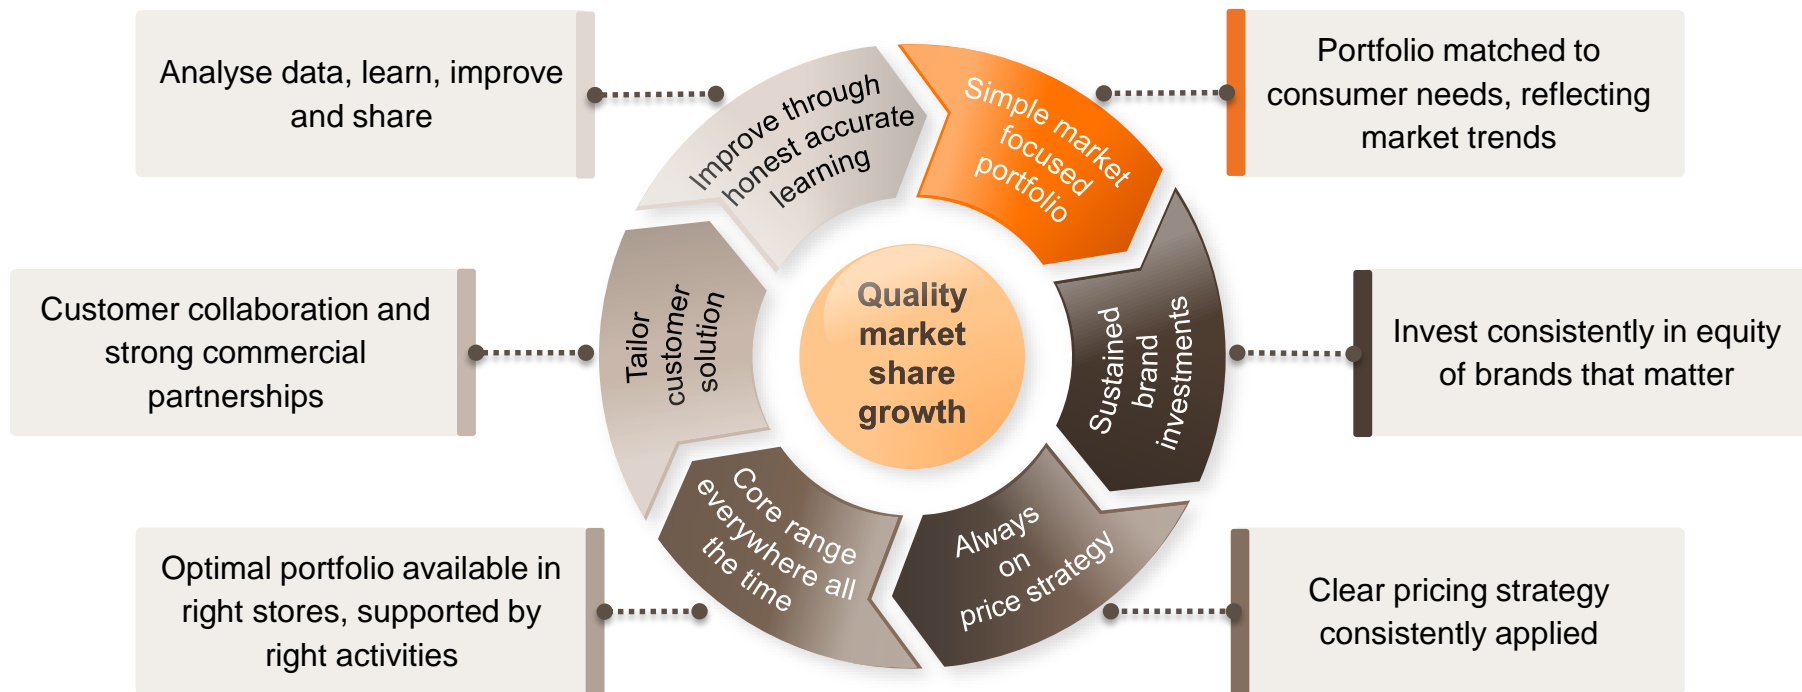 Analyse data, learn, improve
and share
Improve through
honest accurate
learning
Simple market
focused
portfolio
Portfolio matched to
consumer needs, reflecting
market trends
Customer collaboration and
strong commercial
partnerships
Tailor
customer
solution
Quality
market
share
growth
Sustained
brand
investments
Invest consistently in equity
of brands that matter
Optimal portfolio available in
right stores, supported by
right activities
Core range
everywhere all
the time
Always
on
price strategy
Clear pricing strategy
consistently applied